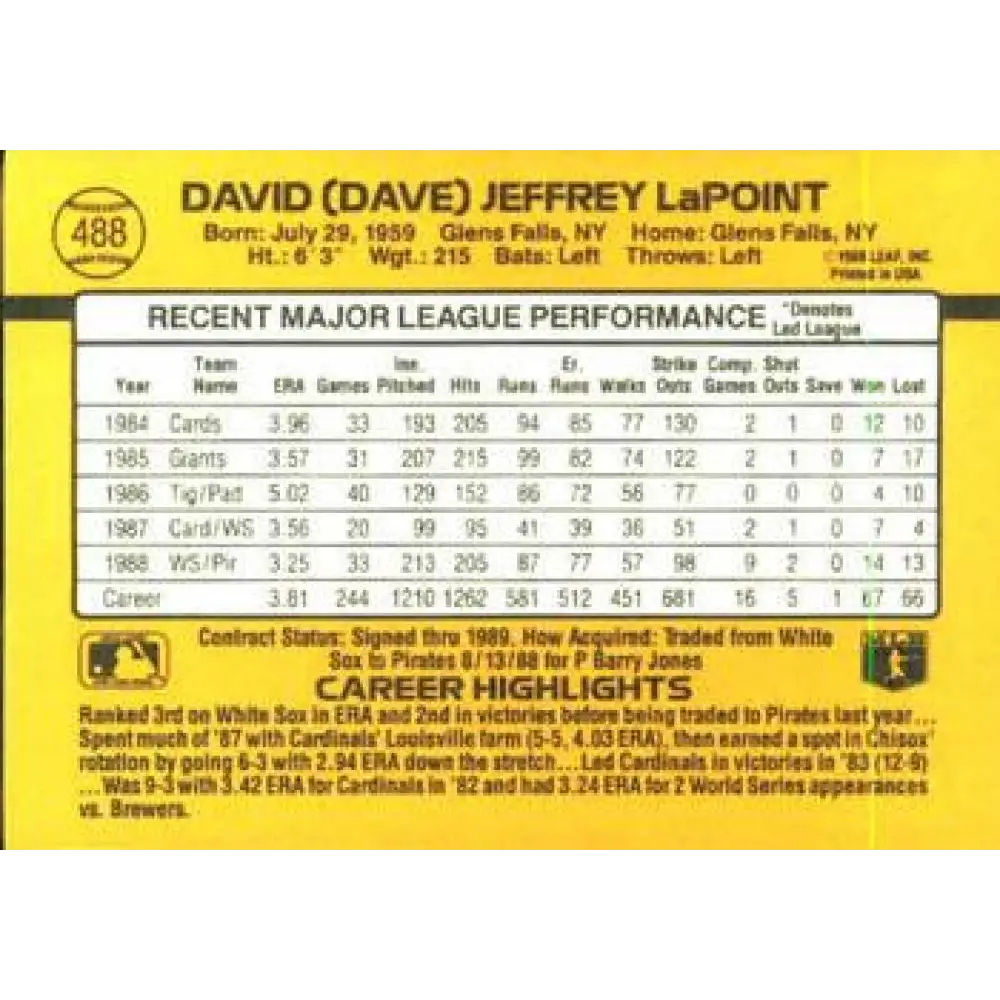 488
DAVID (DAVE) JEFFREY LaPOINT
Born: July 29, 1959 Glens Falls, NY Home: Glens Falls, NY
Ht.: 6' 3" Wgt.: 215 Bats: Left Throws: Left
LEAF, INC.
Printed in USA
RECENT MAJOR LEAGUE PERFORMANCE *Denotes Led League
Year Team Name ERA Games Inn. Pitched Hits Runs Er. Runs Walks Strike Outs Comp. Games Shut Outs Save Won Lost
1984 Cards 3.96 33 193 205 94 85 77 130 2 1 0 12 10
1985 Giants 3.57 31 207 215 99 82 74 122 2 1 0 7 17
1986 Tig/Pad 5.02 40 129 152 86 72 56 77 0 0 0 4 10
1987 Card/WS 3.56 20 99 95 41 39 36 51 2 1 0 7 4
1988 WS/Pir 3.25 33 213 205 87 77 57 98 9 2 0 14 13
Career 3.81 244 1210 1262 581 512 451 681 16 5 1 67 66
Contract Status: Signed thru 1989. How Acquired: Traded from White
Sox to Pirates 8/13/88 for P Barry Jones
CAREER HIGHLIGHTS
Ranked 3rd on White Sox in ERA and 2nd in victories before being traded to Pirates last year...
Spent much of '87 with Cardinals' Louisville farm (5-5, 4.03 ERA), then earned a spot in Chisox'
rotation by going 6-3 with 2.94 ERA down the stretch...Led Cardinals in victories in '83 (12-9)
...Was 9-3 with 3.42 ERA for Cardinals in '82 and had 3.24 ERA for 2 World Series appearances
vs. Brewers.